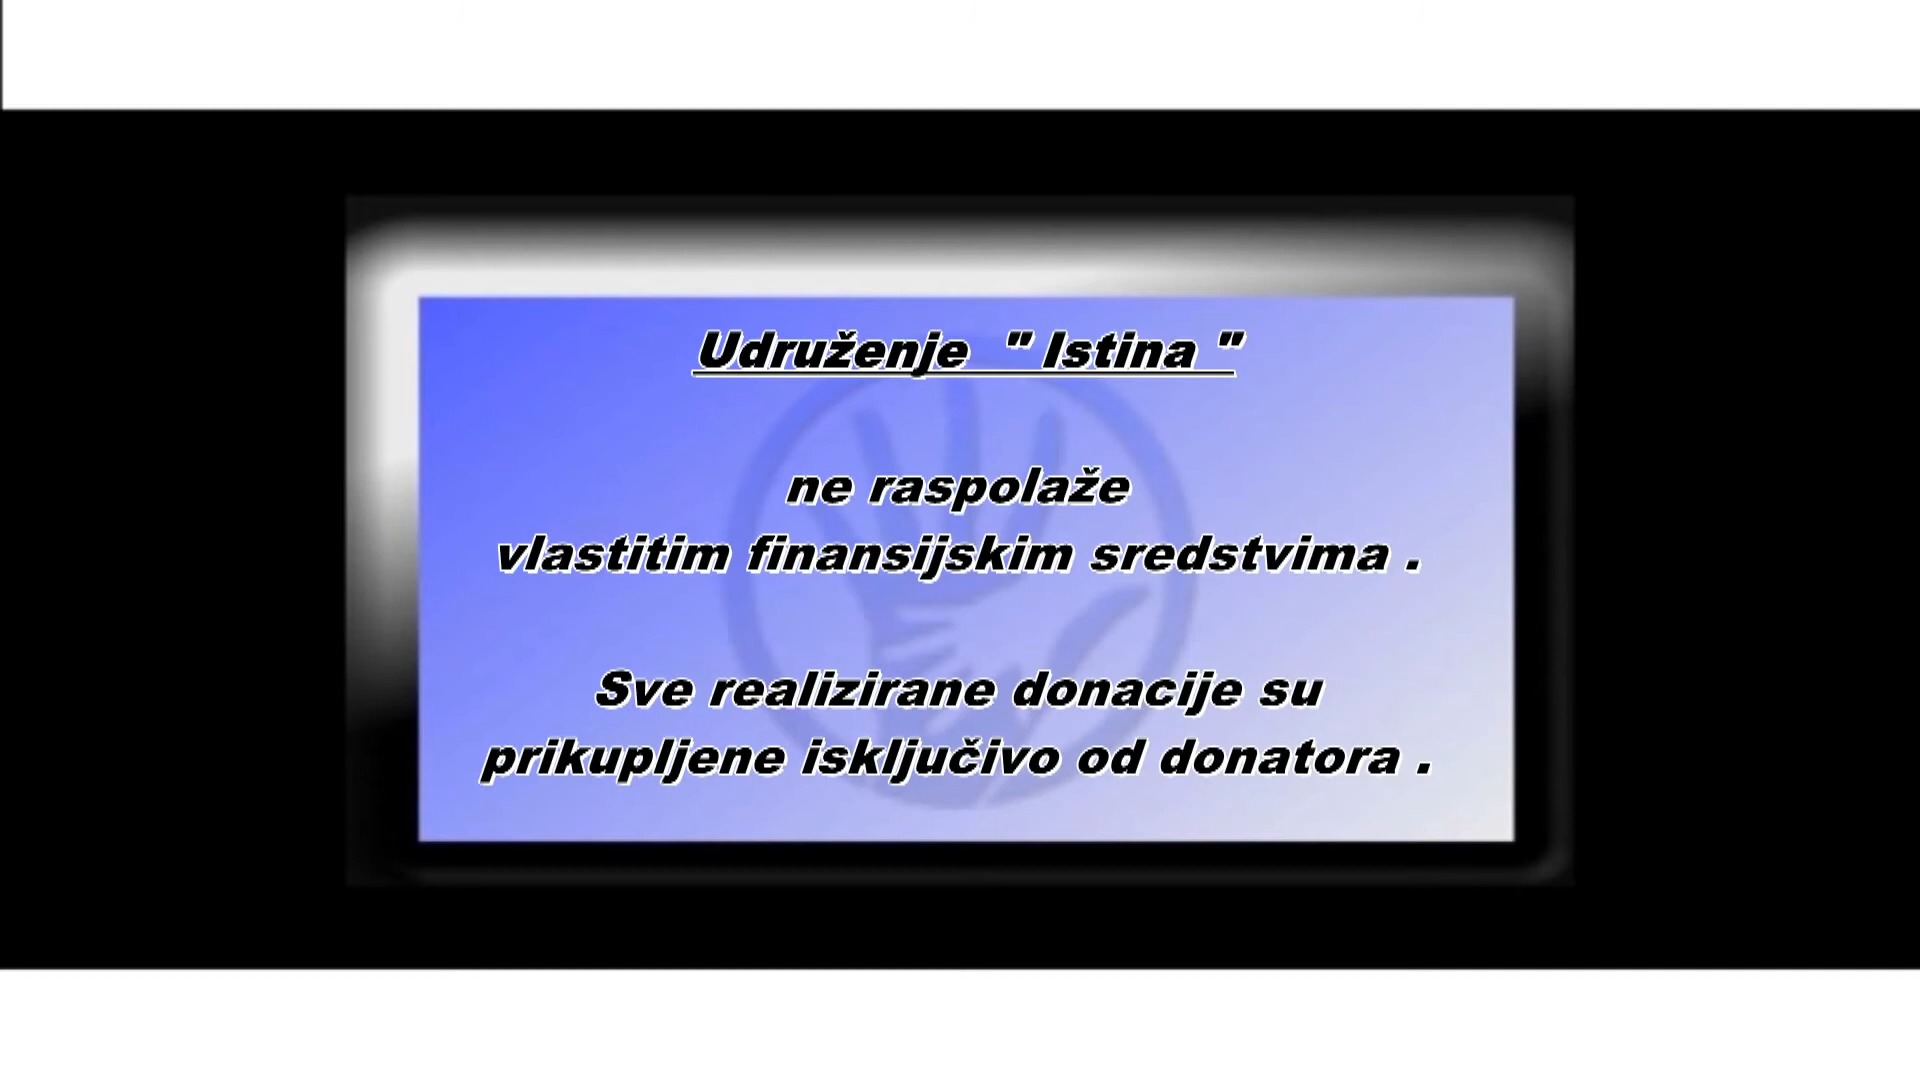 Udruženje " Istina "
ne raspolaže
vlastitim finansijskim sredstvima .
Sve realizirane donacije su
prikupljene isključivo od donatora .